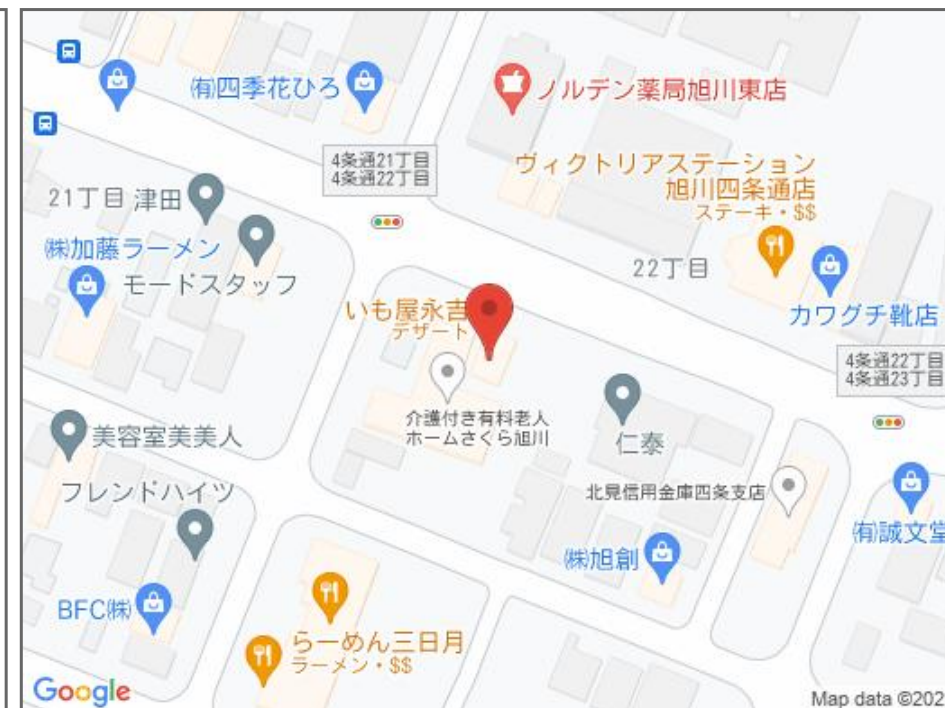 ㈲四季花ひろ
ノルデン薬局旭川東店
4条通21丁目
4条通22丁目
ヴィクトリアステーション
旭川四条通店
ステーキ・$$
21丁目
津田
㈱加藤ラーメン
モードスタッフ
22丁目
いも屋永吉
デザート
カワグチ靴店
4条通22丁目
4条通23丁目
介護付き有料老人
ホームさくら旭川
美容室美美人
仁泰
フレンドハイツ
北見信用金庫四条支店
㈲誠文堂
㈱旭創
BFC㈱
らーめん三日月
ラーメン・$$
Google
Map data ©202